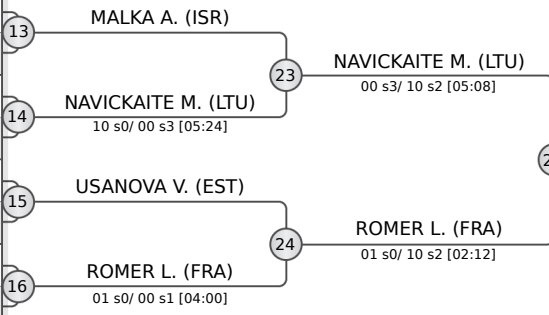 MALKA A. (ISR)
13
23
NAVICKAITE M. (LTU)
00 s3/ 10 s2 [05:08]
NAVICKAITE M. (LTU)
14
10 s0/ 00 s3 [05:24]
USANOVA V. (EST)
15
24
ROMER L. (FRA)
01 s0/ 10 s2 [02:12]
ROMER L. (FRA)
16
01 s0/ 00 s1 [04:00]